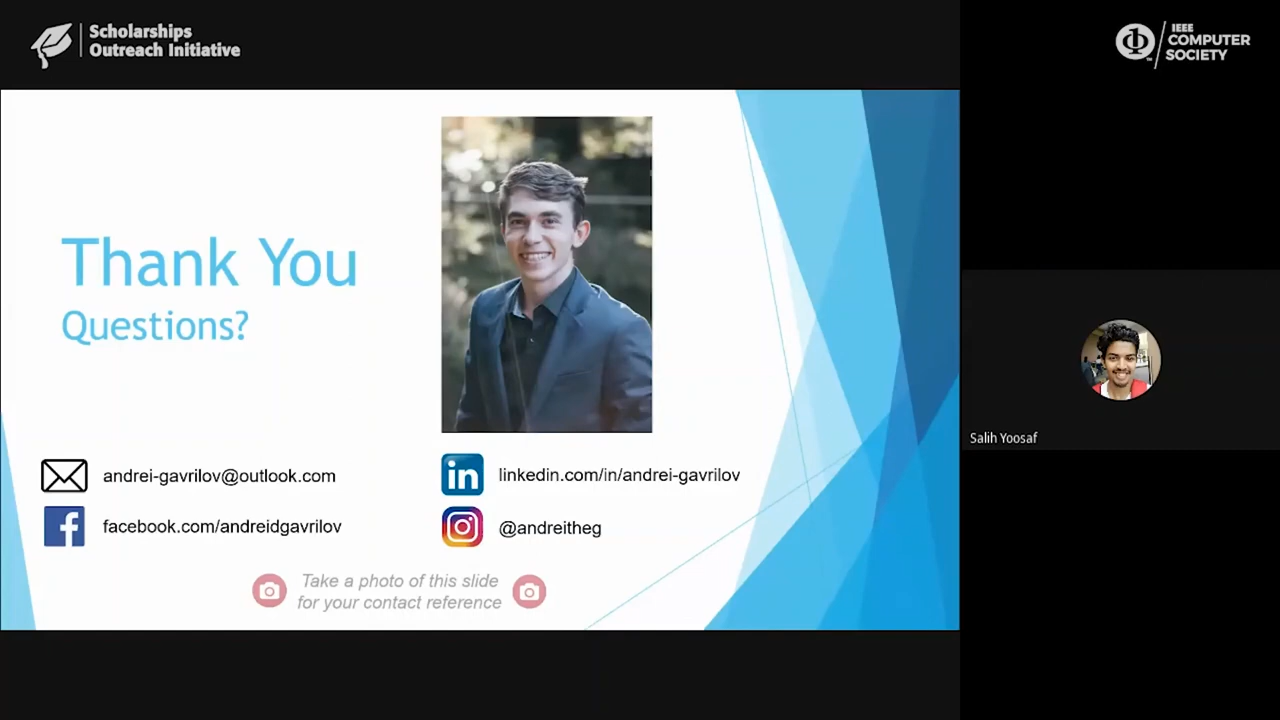 Scholarships
Outreach Initiative
IEEE
COMPUTER
SOCIETY
Thank You
Questions?
andrei-gavrilov@outlook.com
in
linkedin.com/in/andrei-gavrilov
f
facebook.com/andreidgavrilov
@andreitheg
Take a photo of this slide
for your contact reference
Salih Yoosaf